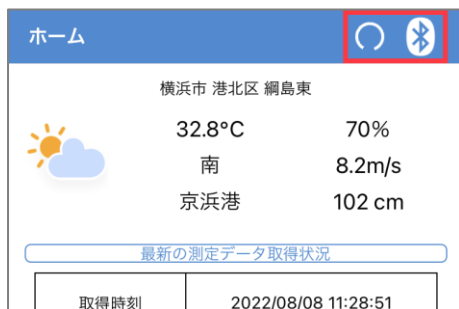 ホーム
横浜市 港北区 綱島東
32.8°C 70%
南 8.2m/s
京浜港 102 cm
最新の測定データ取得状況
取得時刻 2022/08/08 11:28:51